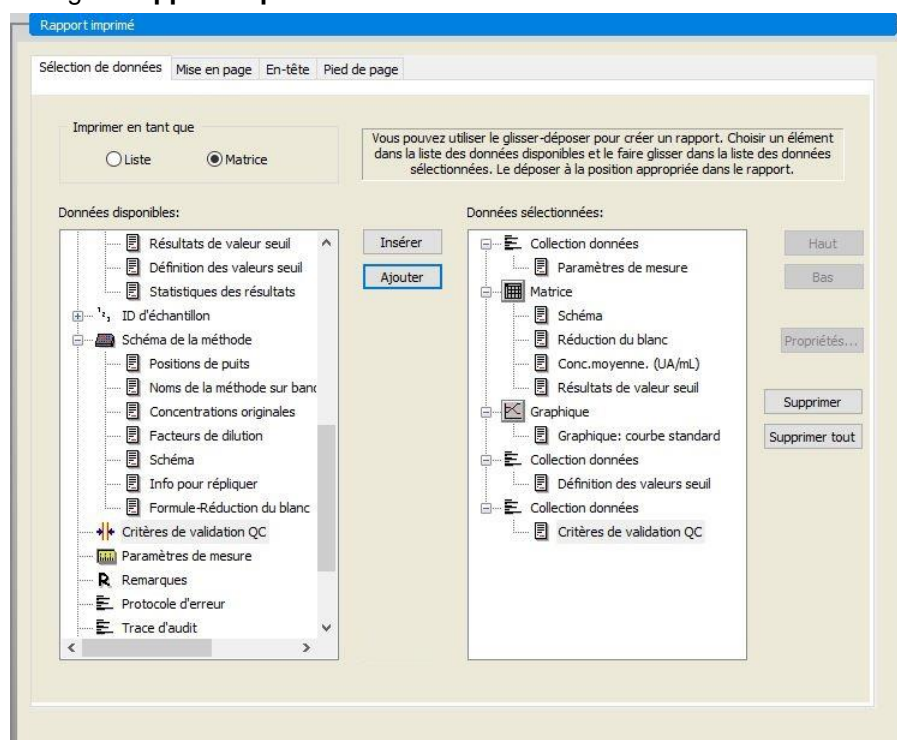 Rapport imprimé
Sélection de données Mise en page En-tête Pied de page
Imprimer en tant que
Liste Matrice
Vous pouvez utiliser le glisser-déposer pour créer un rapport. Choisir un élément
dans la liste des données disponibles et le faire glisser dans la liste des données
sélectionnées. Le déposer à la position appropriée dans le rapport.
Données disponibles:
Résultats de valeur seuil
Définition des valeurs seuil
Statistiques des résultats
ID d'échantillon
Schéma de la méthode
Positions de puits
Noms de la méthode sur banc
Concentrations originales
Facteurs de dilution
Schéma
Info pour répliquer
Formule-Réduction du blanc
Critères de validation QC
Paramètres de mesure
Remarques
Protocole d'erreur
Trace d'audit
Insérer
Ajouter
Données sélectionnées:
Collection données
Paramètres de mesure
Matrice
Schéma
Réduction du blanc
Conc.moyenne. (UA/mL)
Résultats de valeur seuil
Graphique
Graphique: courbe standard
Collection données
Définition des valeurs seuil
Collection données
Critères de validation QC
Haut
Bas
Propriétés...
Supprimer
Supprimer tout